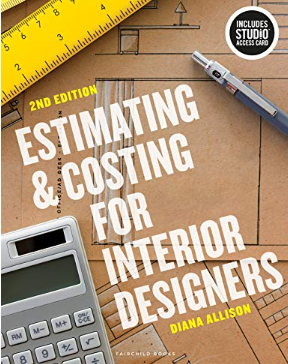 INCLUDES
STUDIO
ACCESS CARD
2ND EDITION
ESTIMATING
& COSTING
FOR
INTERIOR
DESIGNERS
DIANA ALLISON
FAIRCHILD BOOKS